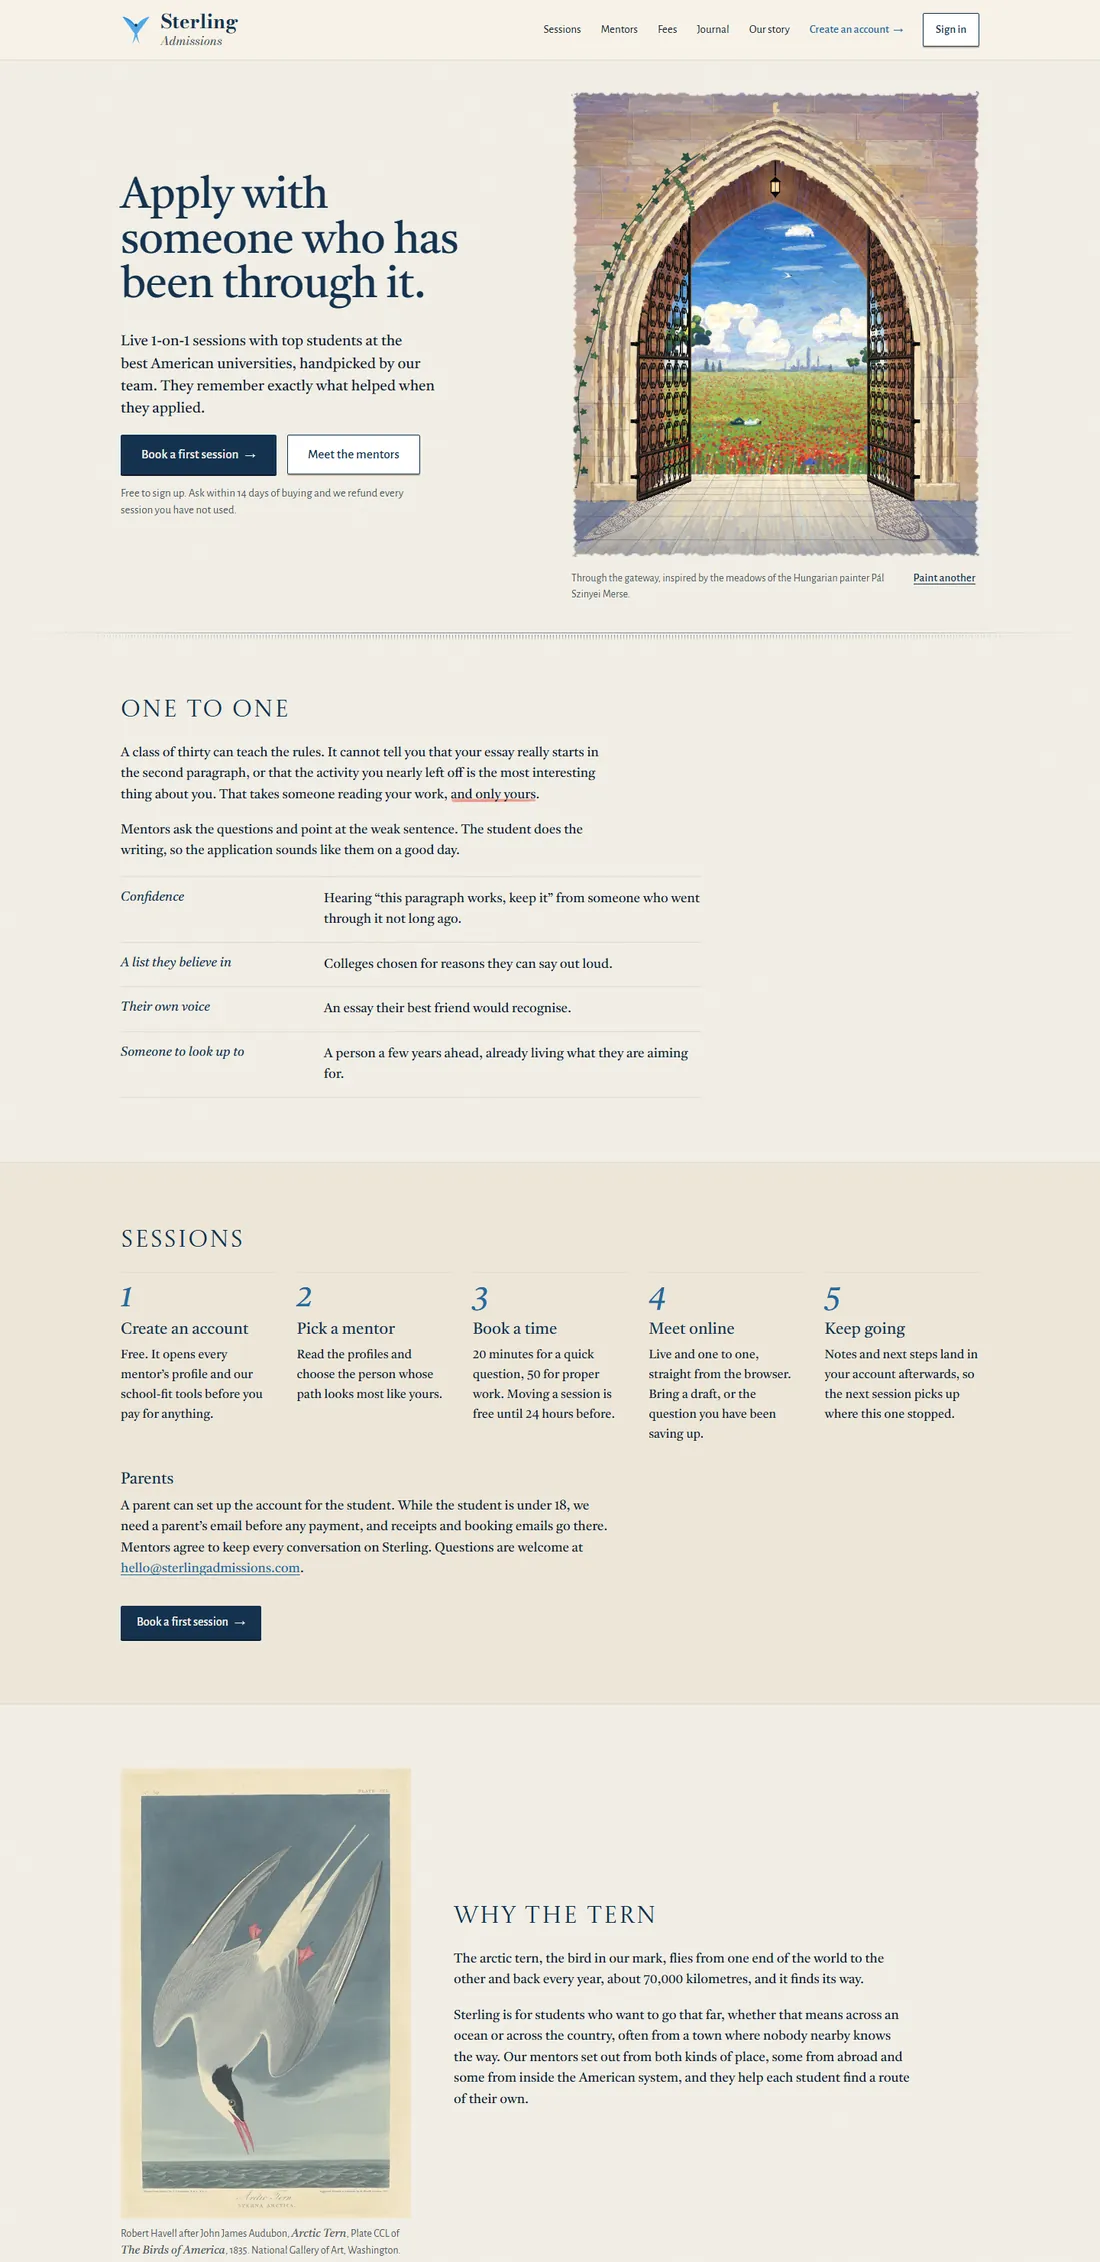 Sterling
Admissions
Sessions
Mentors
Fees
Journal
Our story
Create an account →
Sign in
Apply with
someone who has
been through it.
Live 1-on-1 sessions with top students at the
best American universities, handpicked by our
team. They remember exactly what helped when
they applied.
Book a first session →
Meet the mentors
Free to sign up. Ask within 14 days of buying and we refund every
session you have not used.
Through the gateway, inspired by the meadows of the Hungarian painter Pál
Szinyei Merse.
Paint another
ONE TO ONE
A class of thirty can teach the rules. It cannot tell you that your essay really starts in
the second paragraph, or that the activity you nearly left off is the most interesting
thing about you. That takes someone reading your work, and only yours.
Mentors ask the questions and point at the weak sentence. The student does the
writing, so the application sounds like them on a good day.
Confidence
Hearing “this paragraph works, keep it” from someone who went
through it not long ago.
A list they believe in
Colleges chosen for reasons they can say out loud.
Their own voice
An essay their best friend would recognise.
Someone to look up to
A person a few years ahead, already living what they are aiming
for.
SESSIONS
1
Create an account
Free. It opens every
mentor’s profile and our
school-fit tools before you
pay for anything.
2
Pick a mentor
Read the profiles and
choose the person whose
path looks most like yours.
3
Book a time
20 minutes for a quick
question, 50 for proper
work. Moving a session is
free until 24 hours before.
4
Meet online
Live and one to one,
straight from the browser.
Bring a draft, or the
question you have been
saving up.
5
Keep going
Notes and next steps land in
your account afterwards, so
the next session picks up
where this one stopped.
Parents
A parent can set up the account for the student. While the student is under 18, we
need a parent’s email before any payment, and receipts and booking emails go there.
Mentors agree to keep every conversation on Sterling. Questions are welcome at
hello@sterlingadmissions.com.
Book a first session →
WHY THE TERN
The arctic tern, the bird in our mark, flies from one end of the world to the
other and back every year, about 70,000 kilometres, and it finds its way.
Sterling is for students who want to go that far, whether that means across an
ocean or across the country, often from a town where nobody nearby knows
the way. Our mentors set out from both kinds of place, some from abroad and
some from inside the American system, and they help each student find a route
of their own.
Arctic Tern
Robert Havell after John James Audubon, Arctic Tern, Plate CCL of
The Birds of America, 1835. National Gallery of Art, Washington.